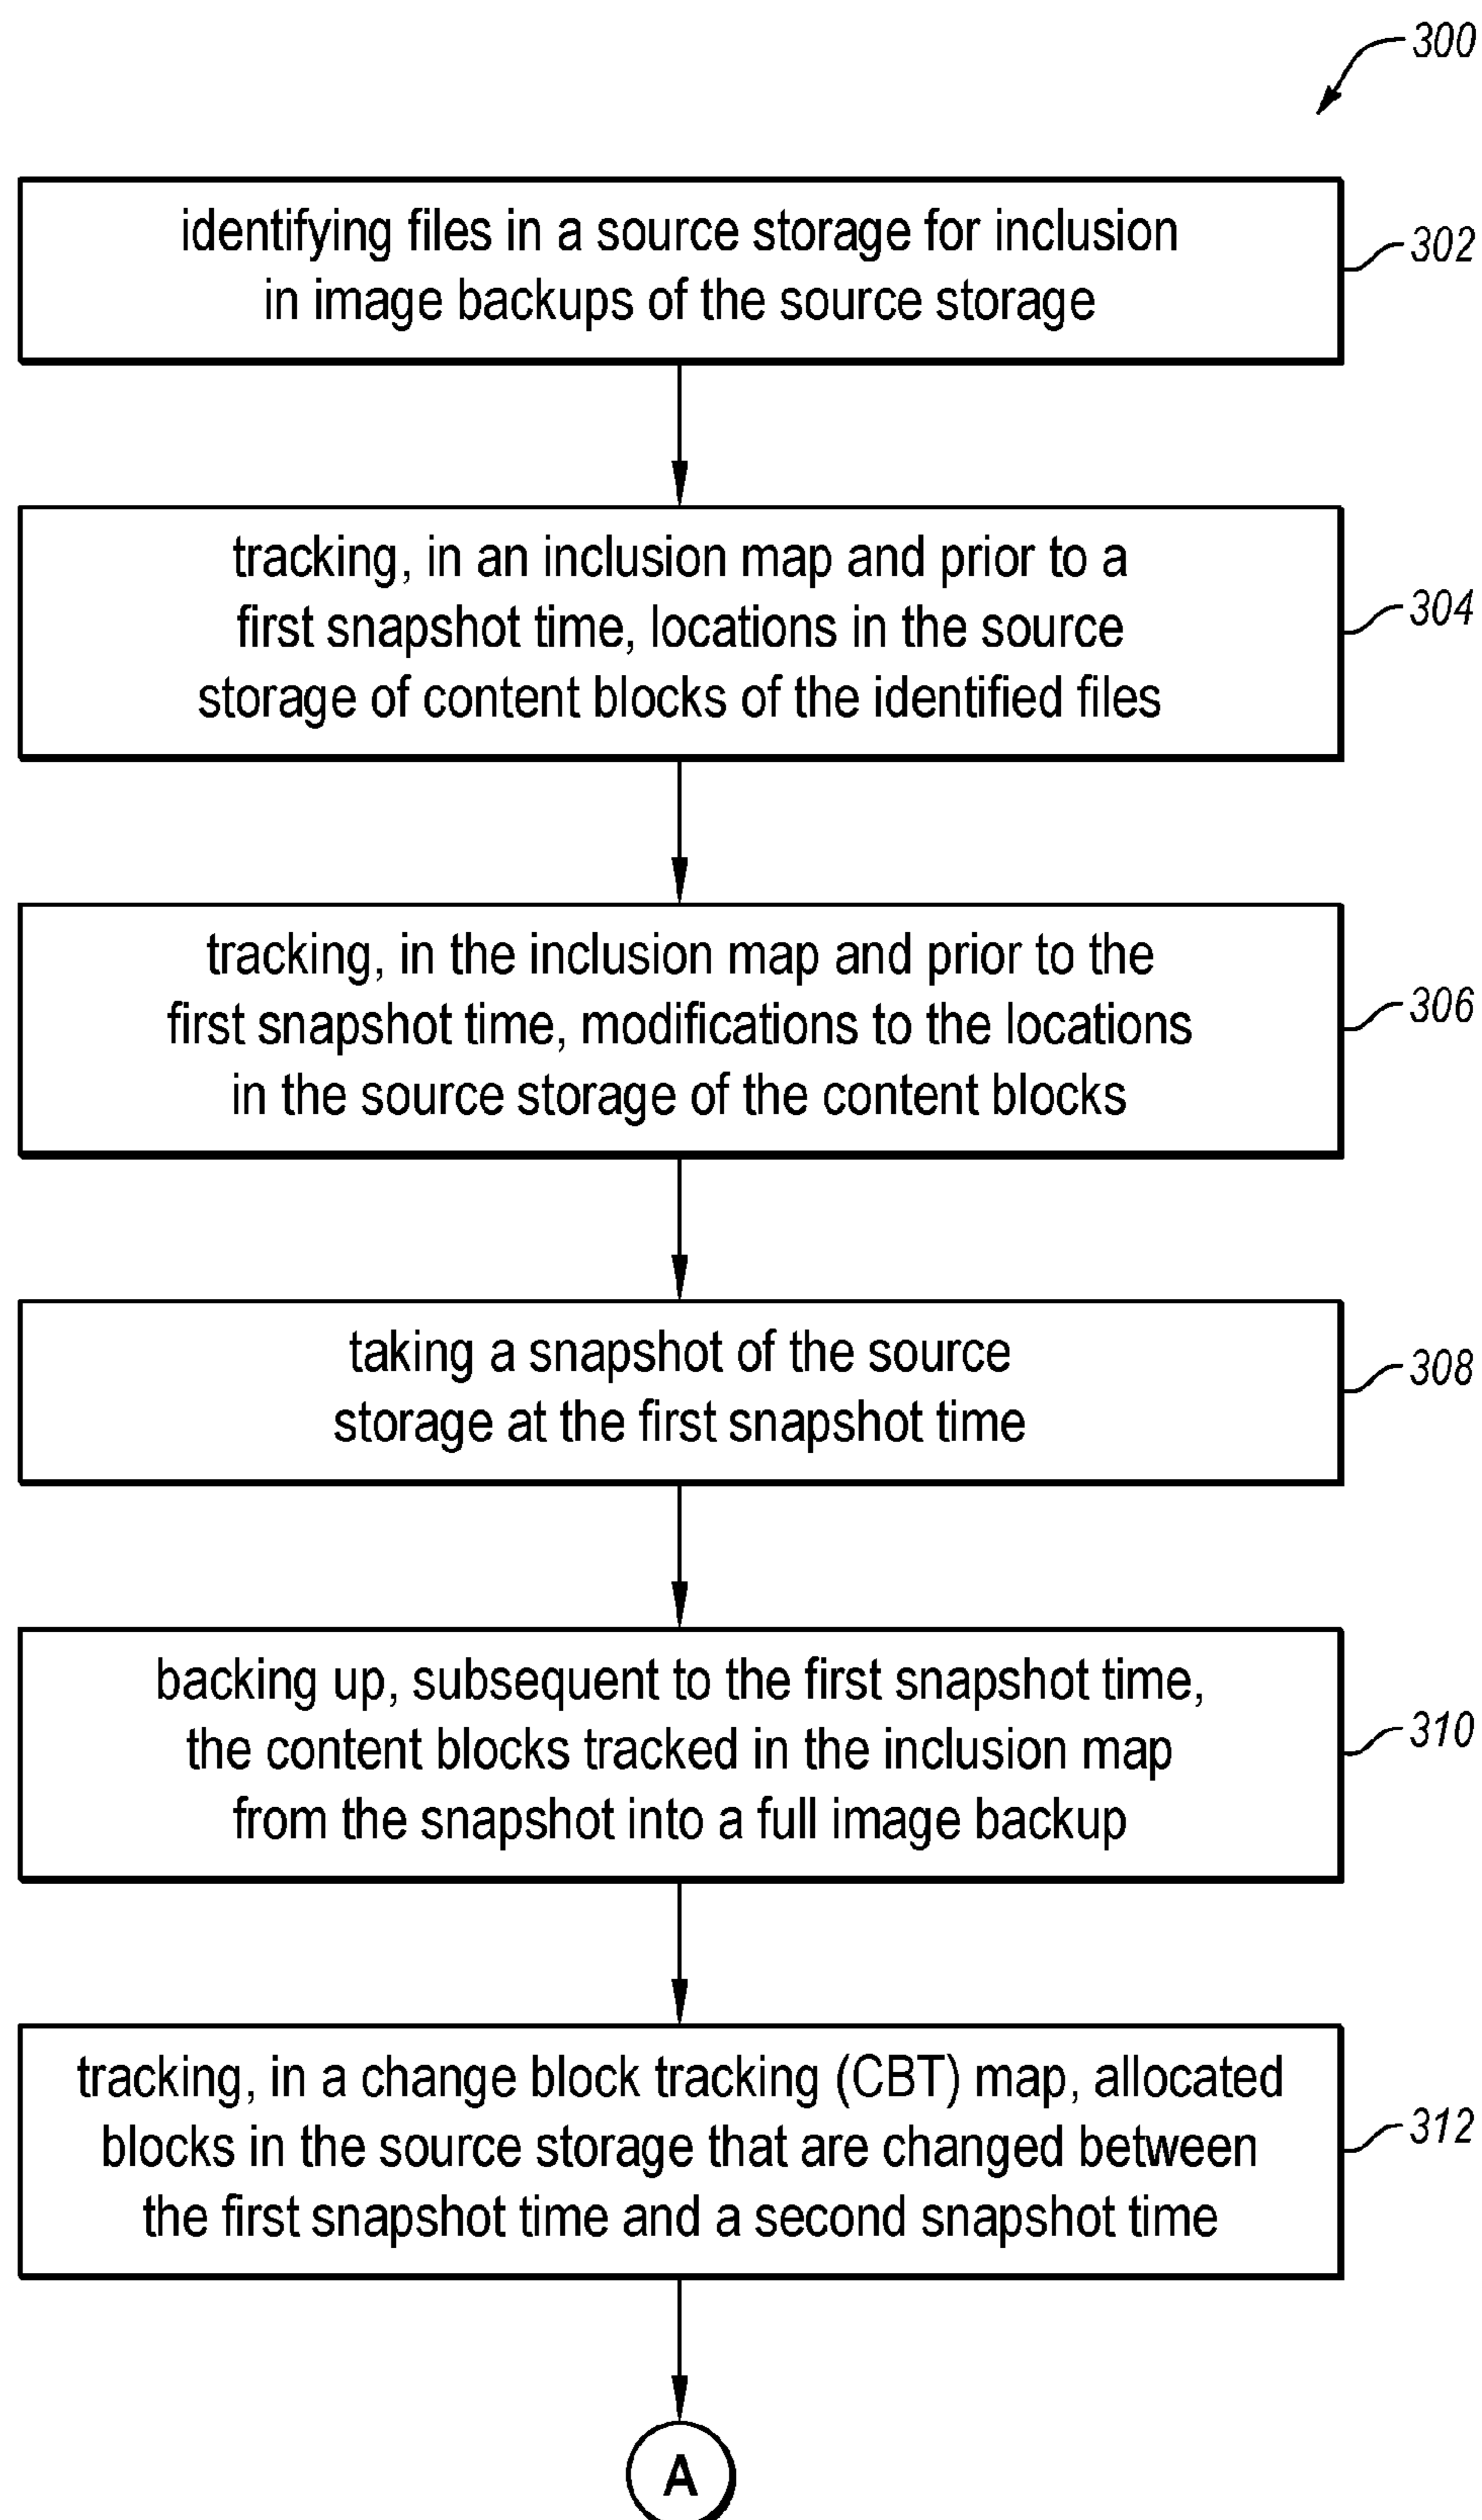 300
identifying files in a source storage for inclusion
in image backups of the source storage
302
tracking, in an inclusion map and prior to a
first snapshot time, locations in the source
storage of content blocks of the identified files
304
tracking, in the inclusion map and prior to the
first snapshot time, modifications to the locations
in the source storage of the content blocks
306
taking a snapshot of the source
storage at the first snapshot time
308
backing up, subsequent to the first snapshot time,
the content blocks tracked in the inclusion map
from the snapshot into a full image backup
310
tracking, in a change block tracking (CBT) map, allocated
blocks in the source storage that are changed between
the first snapshot time and a second snapshot time
312
A